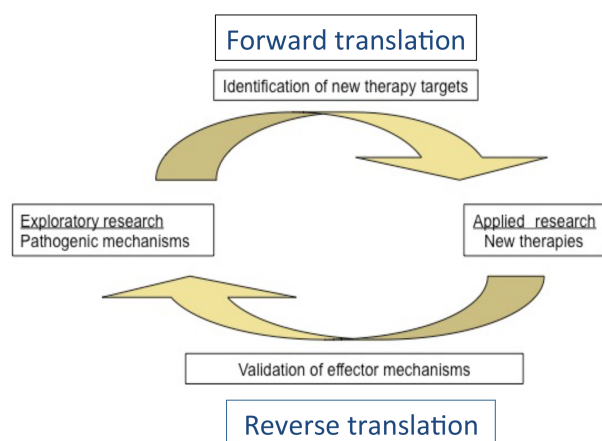 Forward translation
Identification of new therapy targets
Exploratory research
Pathogenic mechanisms
Applied research
New therapies
Validation of effector mechanisms
Reverse translation